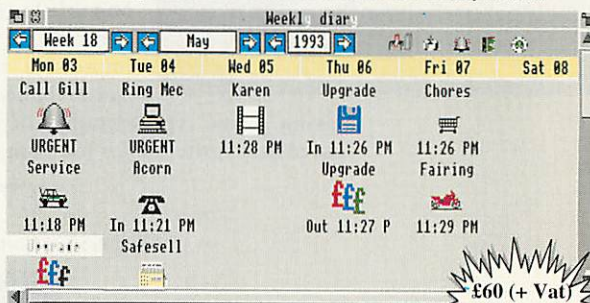 Weekly diary
Week 18 May 1993
Mon 03 Tue 04 Wed 05 Thu 06 Fri 07 Sat 08
Call Gill Ring Mec Karen Upgrade Chores
URGENT URGENT 11:28 PM In 11:26 PM 11:26 PM
Service Acorn Upgrade Fairing
£££
11:18 PM In 11:21 PM Out 11:27 P 11:29 PM
Upgrade Safesell
£££
£60 (+ Vat)